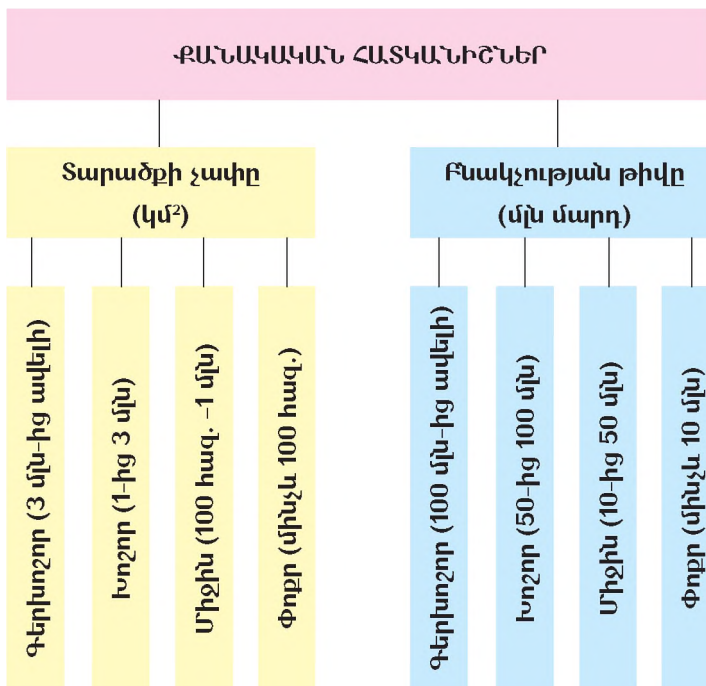 ՔԱՆԱԿԱԿԱՆ ՀԱՏԿԱՆԻՇՆԵՐ
Տարածքի չափը
(կմ²)
Գերխոշոր (3 մլն-ից ավելի)
Խոշոր (1-ից 3 մլն)
Միջին (100 հազ. –1 մլն)
Փոքր (մինչև 100 հազ.)
Բնակչության թիվը
(մլն մարդ)
Գերխոշոր (100 մլն-ից ավելի)
Խոշոր (50-ից 100 մլն)
Միջին (10-ից 50 մլն)
Փոքր (մինչև 10 մլն)